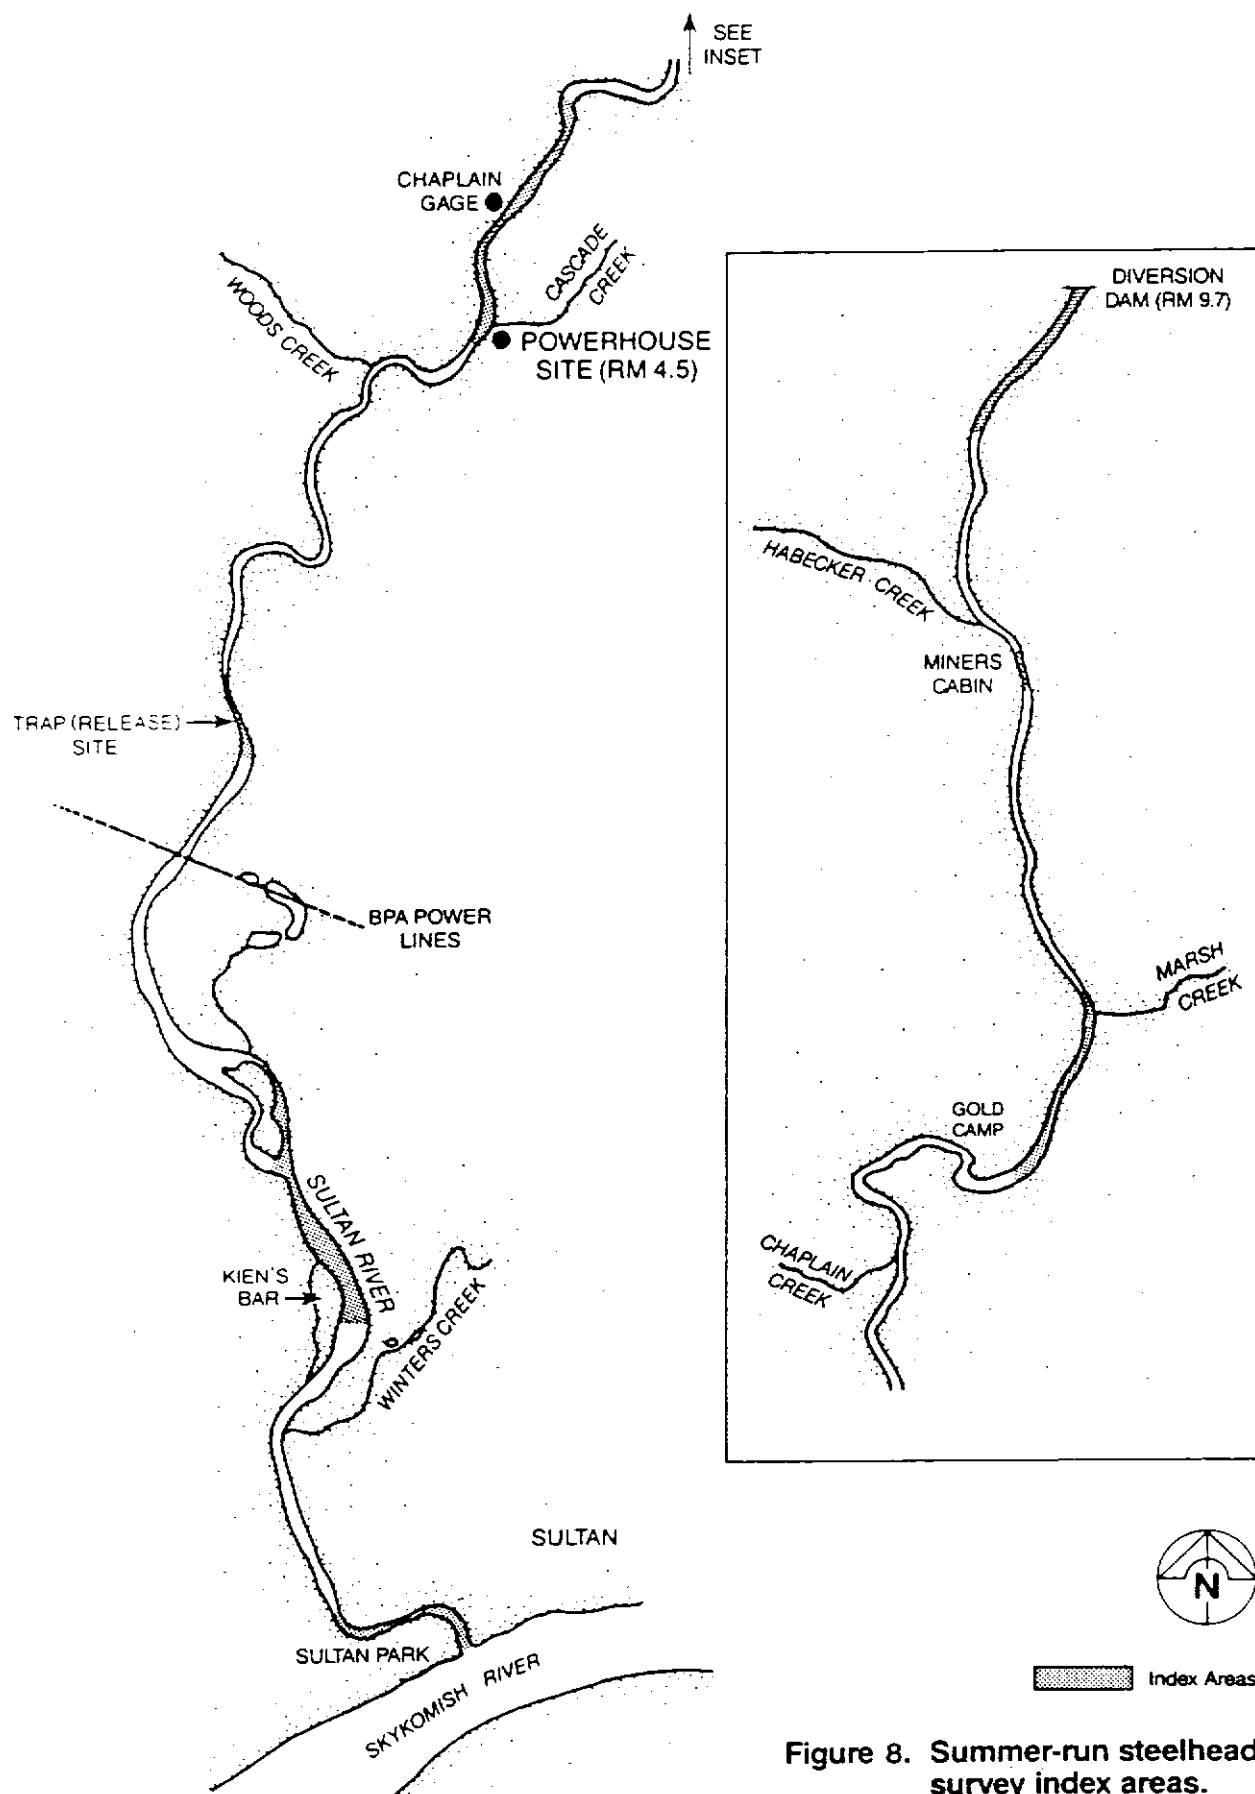 SEE
INSET
CHAPLAIN
GAGE
CASCADE
CREEK
WOODS CREEK
POWERHOUSE
SITE (RM 4.5)
TRAP (RELEASE)
SITE
BPA POWER
LINES
SULTAN RIVER
KIEN'S
BAR
WINTERS CREEK
SULTAN
SULTAN PARK
SKYKOMISH RIVER
DIVERSION
DAM (RM 9.7)
HABECKER CREEK
MINERS
CABIN
MARSH
CREEK
GOLD
CAMP
CHAPLAIN
CREEK
N
Index Areas
Figure 8. Summer-run steelhead
survey index areas.